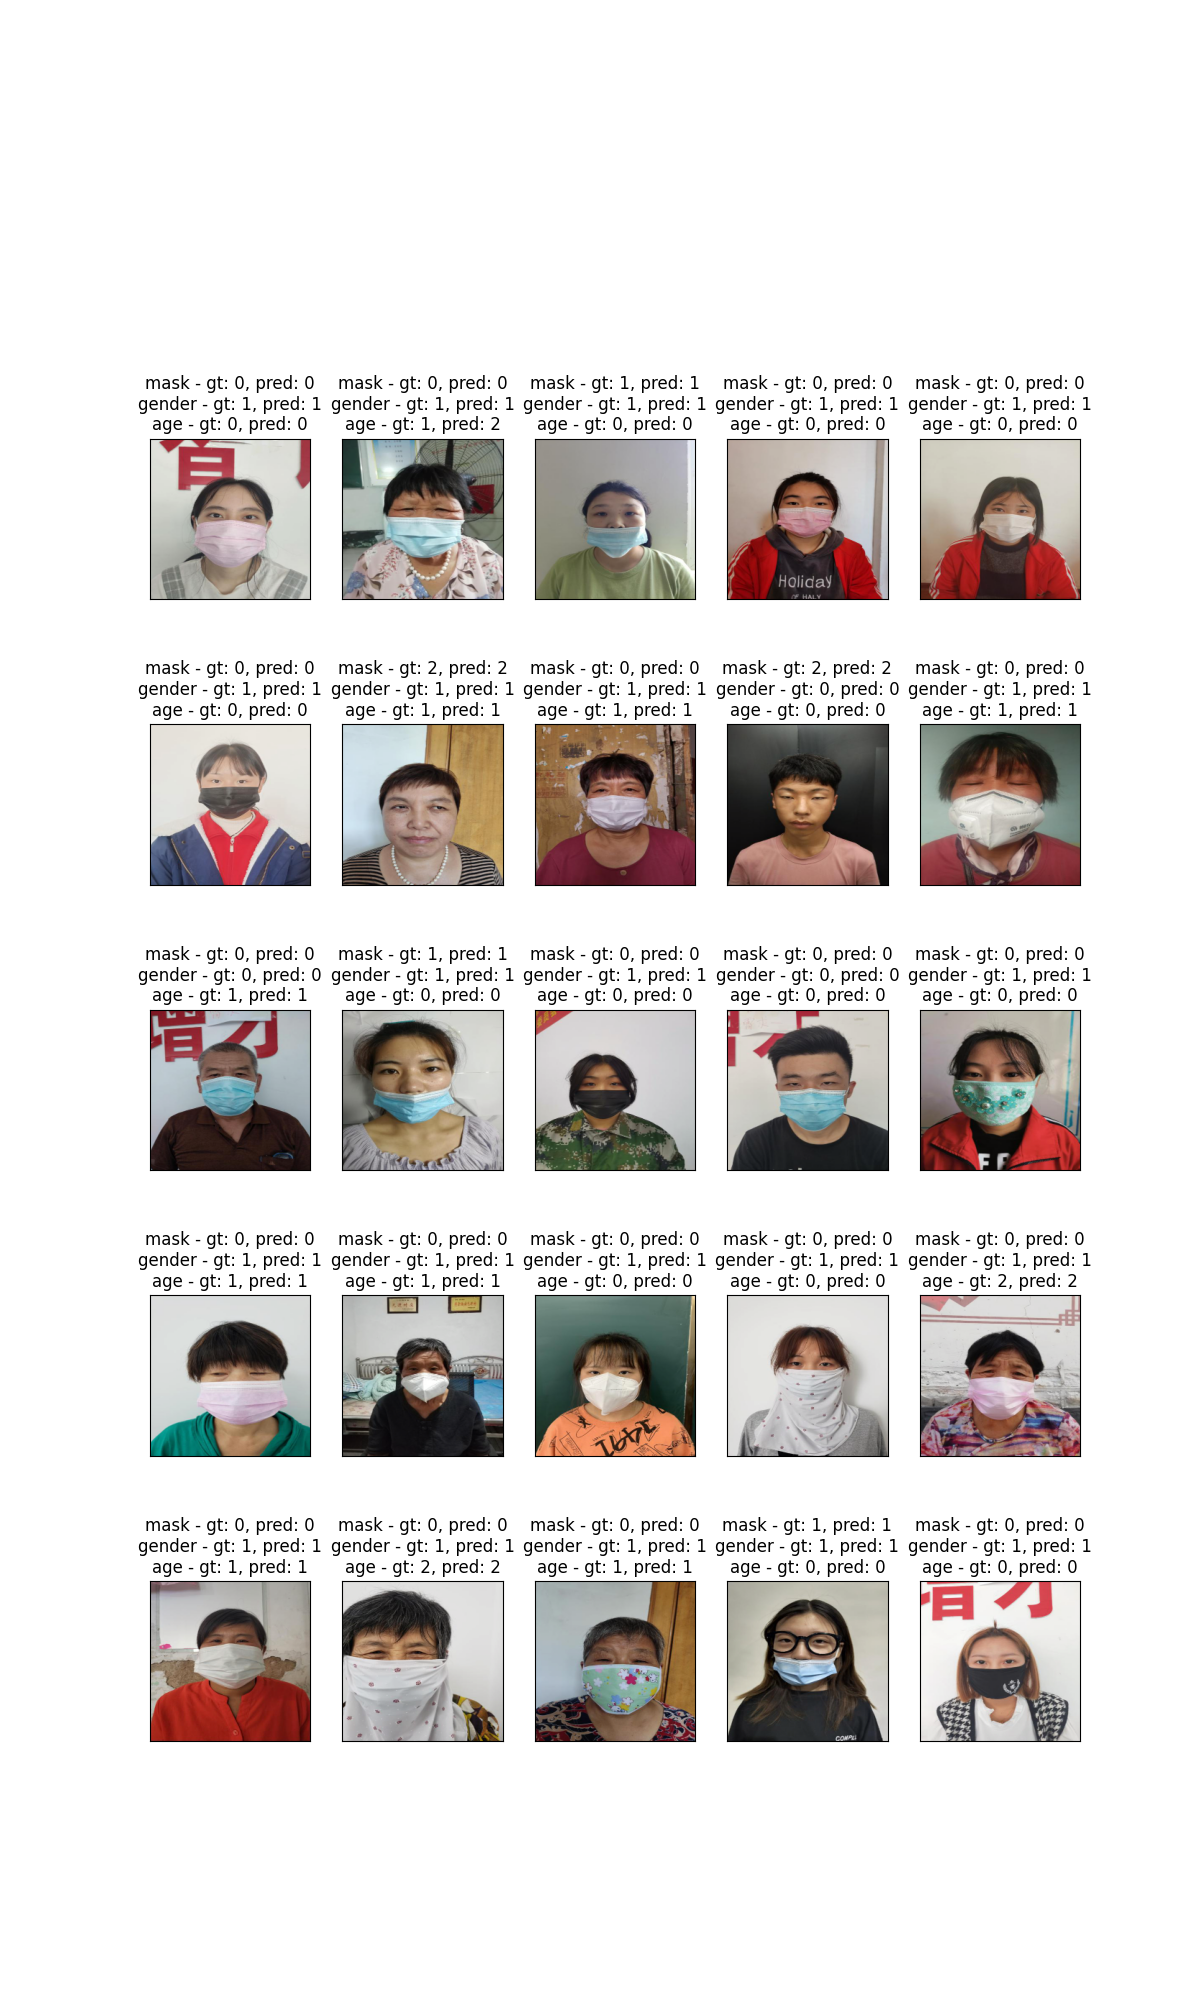 mask - gt: 0, pred: 0
gender - gt: 1, pred: 1
age - gt: 0, pred: 0
mask - gt: 0, pred: 0
gender - gt: 1, pred: 1
age - gt: 1, pred: 2
mask - gt: 1, pred: 1
gender - gt: 1, pred: 1
age - gt: 0, pred: 0
mask - gt: 0, pred: 0
gender - gt: 1, pred: 1
age - gt: 0, pred: 0
mask - gt: 0, pred: 0
gender - gt: 1, pred: 1
age - gt: 0, pred: 0
Holiday
OF HALY
mask - gt: 0, pred: 0
gender - gt: 1, pred: 1
age - gt: 0, pred: 0
mask - gt: 2, pred: 2
gender - gt: 1, pred: 1
age - gt: 1, pred: 1
mask - gt: 0, pred: 0
gender - gt: 1, pred: 1
age - gt: 1, pred: 1
mask - gt: 2, pred: 2
gender - gt: 0, pred: 0
age - gt: 0, pred: 0
mask - gt: 0, pred: 0
gender - gt: 1, pred: 1
age - gt: 1, pred: 1
mask - gt: 0, pred: 0
gender - gt: 0, pred: 0
age - gt: 1, pred: 1
mask - gt: 1, pred: 1
gender - gt: 1, pred: 1
age - gt: 0, pred: 0
mask - gt: 0, pred: 0
gender - gt: 1, pred: 1
age - gt: 0, pred: 0
mask - gt: 0, pred: 0
gender - gt: 0, pred: 0
age - gt: 0, pred: 0
mask - gt: 0, pred: 0
gender - gt: 1, pred: 1
age - gt: 0, pred: 0
增才
mask - gt: 0, pred: 0
gender - gt: 1, pred: 1
age - gt: 1, pred: 1
mask - gt: 0, pred: 0
gender - gt: 1, pred: 1
age - gt: 1, pred: 1
mask - gt: 0, pred: 0
gender - gt: 1, pred: 1
age - gt: 0, pred: 0
mask - gt: 0, pred: 0
gender - gt: 1, pred: 1
age - gt: 0, pred: 0
mask - gt: 0, pred: 0
gender - gt: 1, pred: 1
age - gt: 2, pred: 2
mask - gt: 0, pred: 0
gender - gt: 1, pred: 1
age - gt: 1, pred: 1
mask - gt: 0, pred: 0
gender - gt: 1, pred: 1
age - gt: 2, pred: 2
mask - gt: 0, pred: 0
gender - gt: 1, pred: 1
age - gt: 1, pred: 1
mask - gt: 1, pred: 1
gender - gt: 1, pred: 1
age - gt: 0, pred: 0
mask - gt: 0, pred: 0
gender - gt: 1, pred: 1
age - gt: 0, pred: 0
增才